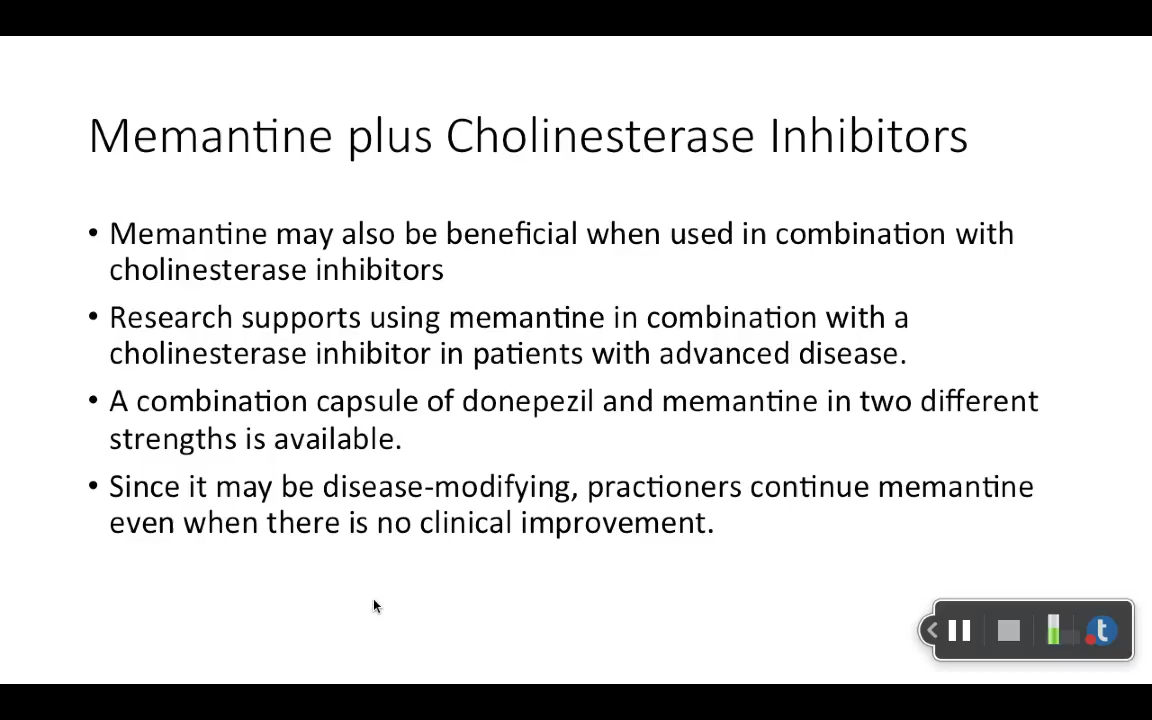 Memantine plus Cholinesterase Inhibitors
• Memantine may also be beneficial when used in combination with
cholinesterase inhibitors
• Research supports using memantine in combination with a
cholinesterase inhibitor in patients with advanced disease.
• A combination capsule of donepezil and memantine in two different
strengths is available.
• Since it may be disease-modifying, practioners continue memantine
even when there is no clinical improvement.
t